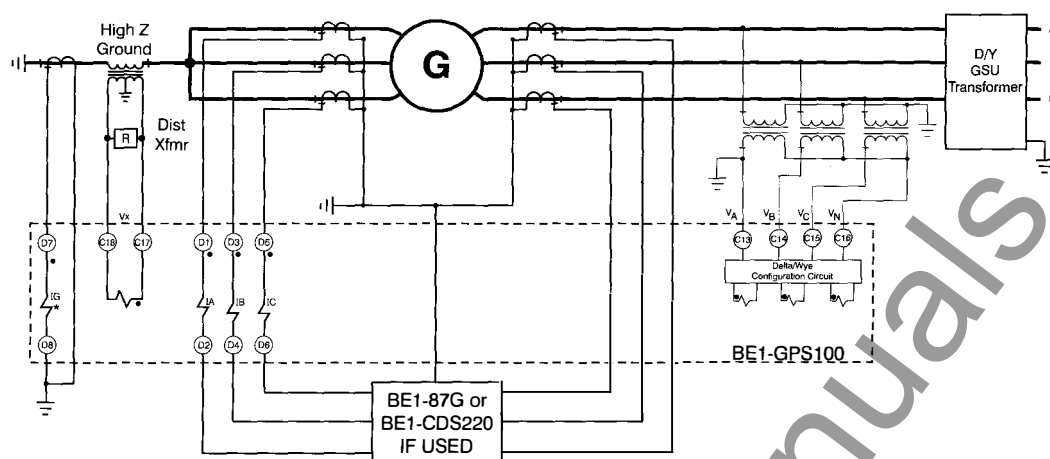 High Z
Ground
G
D/Y
GSU
Transformer
R
Dist
Xfmr
Vx
VA
VB
VC
VN
D7
C18
C17
D1
D3
D5
C13
C14
C15
C16
Delta/Wye
Configuration Circuit
IG
*
IA
IB
IC
D8
D2
D4
D6
BE1-GPS100
BE1-87G or
BE1-CDS220
IF USED
nuals